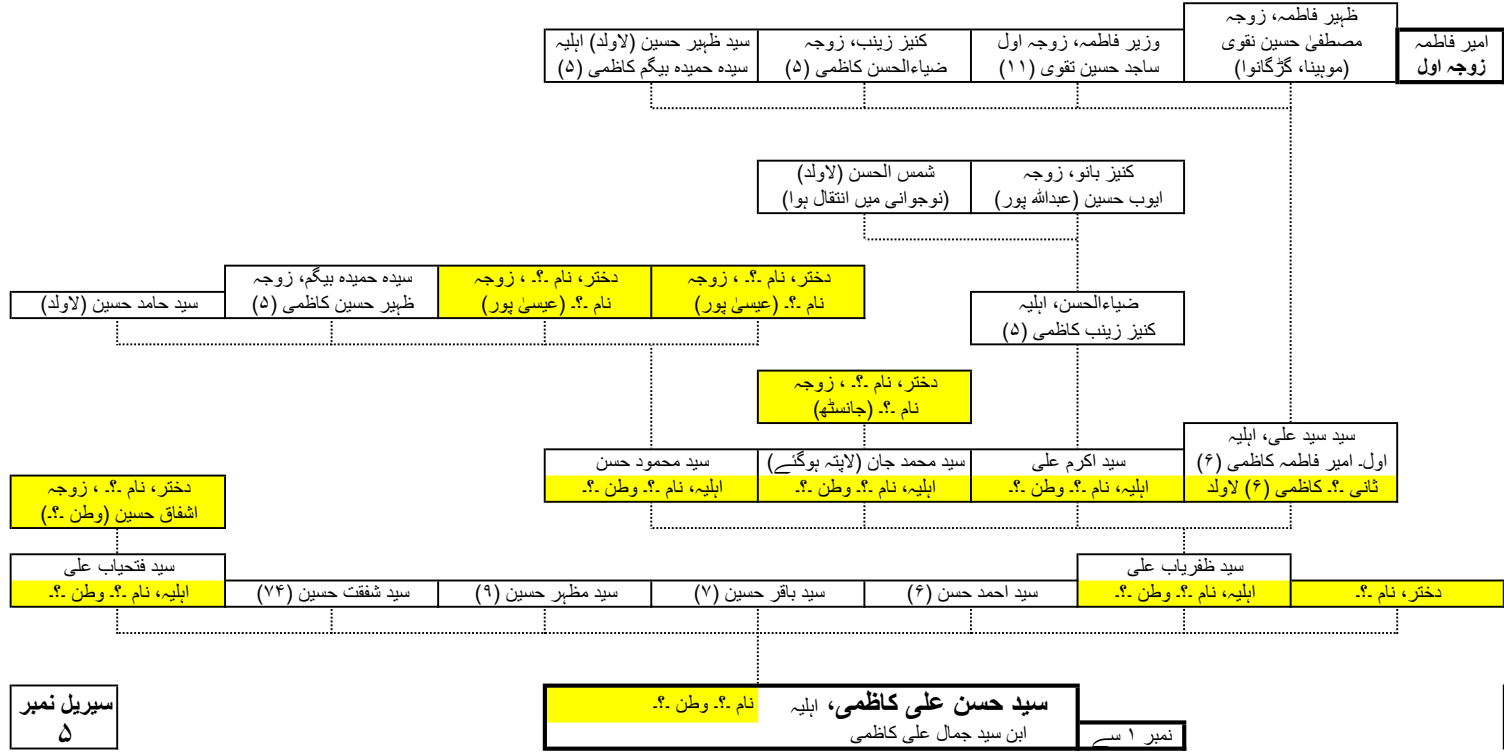 امیر فاطمہ
زوجہ اول
ظہیر فاطمہ، زوجہ
مصطفیٰ حسین نقوی
(موہینا، گڑگانوا)
وزیر فاطمہ، زوجہ اول
ساجد حسین تقوی (۱۱)
کنیز زینب، زوجہ
ضیاءالحسن کاظمی (۵)
سید ظہیر حسین (لاولد) اہلیہ
سیدہ حمیدہ بیگم کاظمی (۵)
کنیز بانو، زوجہ
ایوب حسین (عبداللہ پور)
شمس الحسن (لاولد)
(نوجوانی میں انتقال ہوا)
ضیاءالحسن، اہلیہ
کنیز زینب کاظمی (۵)
دختر، نام ـ؟ـ ، زوجہ
نام ـ؟ـ (عیسیٰ پور)
دختر، نام ـ؟ـ ، زوجہ
نام ـ؟ـ (عیسیٰ پور)
سیدہ حمیدہ بیگم، زوجہ
ظہیر حسین کاظمی (۵)
سید حامد حسین (لاولد)
دختر، نام ـ؟ـ ، زوجہ
نام ـ؟ـ (جانسٹھ)
سید سید علی، اہلیہ
اول۔ امیر فاطمہ کاظمی (۶)
ثانی ـ؟ـ کاظمی (۶) لاولد
سید اکرم علی
اہلیہ، نام ـ؟ـ وطن ـ؟ـ
سید محمد جان (لاپتہ ہوگئے)
اہلیہ، نام ـ؟ـ وطن ـ؟ـ
سید محمود حسن
اہلیہ، نام ـ؟ـ وطن ـ؟ـ
دختر، نام ـ؟ـ ، زوجہ
اشفاق حسین (وطن ـ؟ـ)
دختر، نام ـ؟ـ
سید ظفریاب علی
اہلیہ، نام ـ؟ـ وطن ـ؟ـ
سید احمد حسن (۶)
سید باقر حسین (۷)
سید مظہر حسین (۹)
سید شفقت حسین (۷۴)
سید فتحیاب علی
اہلیہ، نام ـ؟ـ وطن ـ؟ـ
نمبر ۱ سے
سید حسن علی کاظمی، اہلیہ نام ـ؟ـ وطن ـ؟ـ
ابن سید جمال علی کاظمی
سیریل نمبر
۵